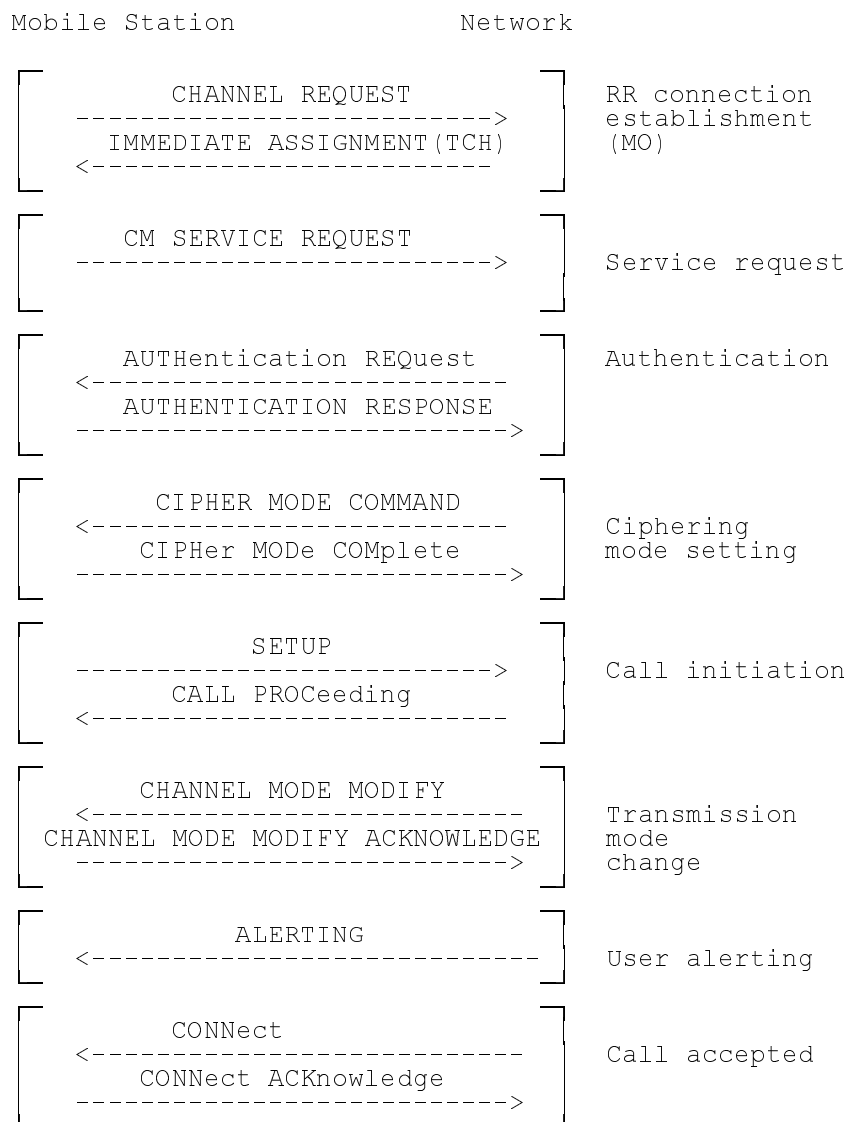 Mobile Station Network
CHANNEL REQUEST RR connection
-------------------------> establishment
IMMEDIATE ASSIGNMENT(TCH) (MO)
<-------------------------
CM SERVICE REQUEST
--------------------------> Service request
AUTHentication REQuest Authentication
<--------------------------
AUTHENTICATION RESPONSE
--------------------------->
CIPHER MODE COMMAND
<-------------------------- Ciphering
CIPHer MODe COMplete mode setting
--------------------------->
SETUP
--------------------------> Call initiation
CALL PROCeeding
<--------------------------
CHANNEL MODE MODIFY
<--------------------------- Transmission
CHANNEL MODE MODIFY ACKNOWLEDGE mode
---------------------------> change
ALERTING
<---------------------------- User alerting
CONNect
<--------------------------- Call accepted
CONNect ACKnowledge
--------------------------->